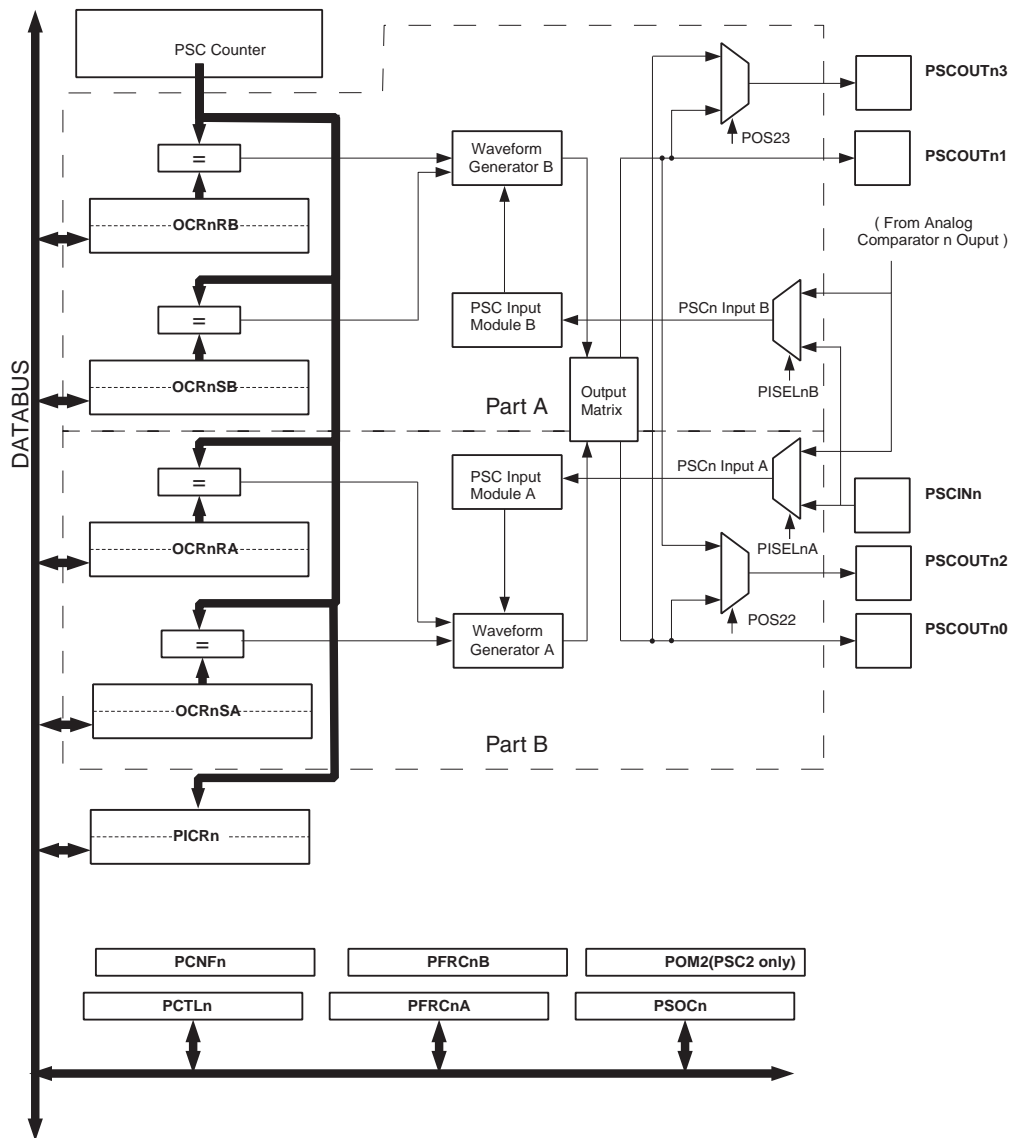 PSC Counter
PSCOUTn3
POS23
=
Waveform
Generator B
PSCOUTn1
OCRnRB
( From Analog
Comparator n Ouput )
=
PSC Input
Module B
PSCn Input B
OCRnSB
PISELnB
Output
Matrix
Part A
DATABUS
=
PSC Input
Module A
PSCn Input A
PSCINn
OCRnRA
PISELnA
PSCOUTn2
=
Waveform
Generator A
POS22
PSCOUTn0
OCRnSA
Part B
PICRn
PCNFn
PFRCnB
POM2(PSC2 only)
PCTLn
PFRCnA
PSOCn